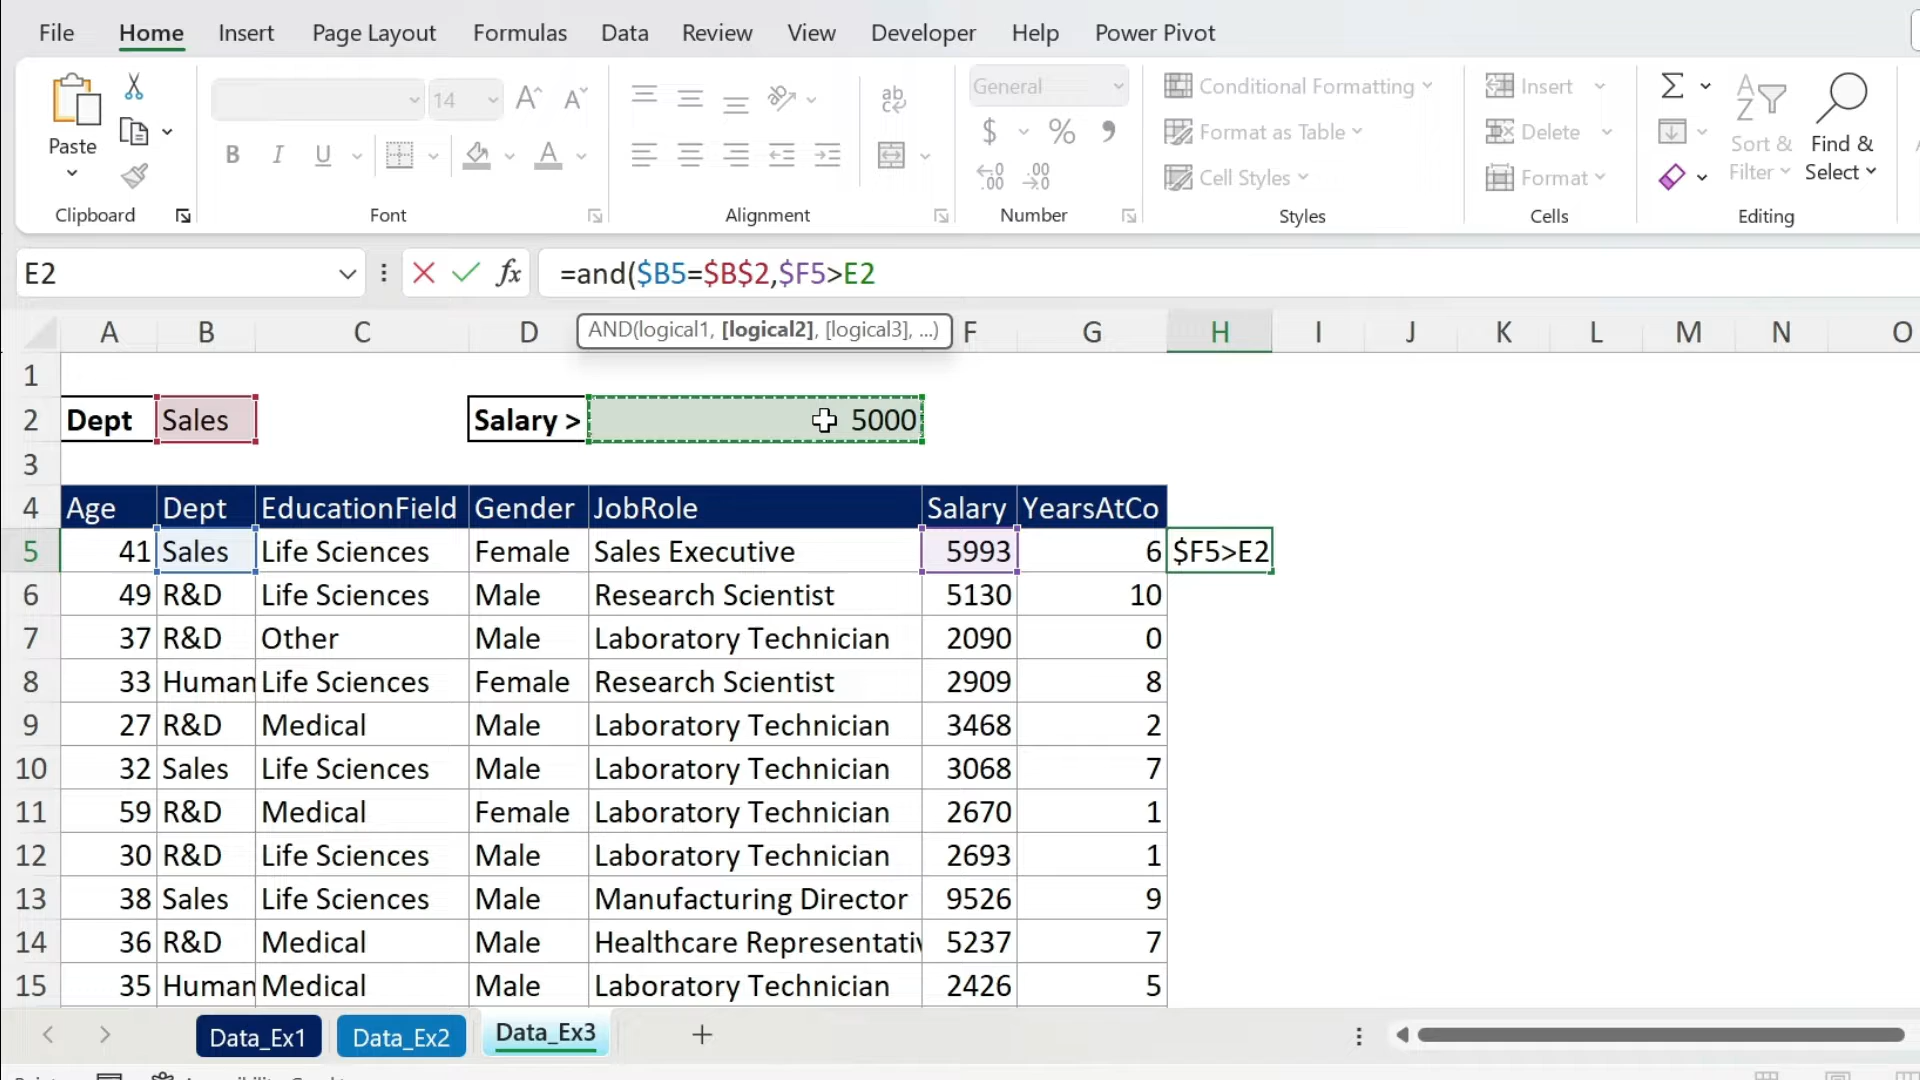 File Home Insert Page Layout Formulas Data Review View Developer Help Power Pivot
14 General Conditional Formatting Insert
Paste Format as Table Delete Sort & Find &
Cell Styles Format Filter Select
Clipboard Font Alignment Number Styles Cells Editing
E2 fx =and($B5=$B$2,$F5>E2
AND(logical1, [logical2], [logical3], ...)
A B C D F G H I J K L M N O
1
2 Dept Sales Salary > 5000
3
4 Age Dept EducationField Gender JobRole Salary YearsAtCo
5 41 Sales Life Sciences Female Sales Executive 5993 6 $F5>E2
6 49 R&D Life Sciences Male Research Scientist 5130 10
7 37 R&D Other Male Laboratory Technician 2090 0
8 33 Human Life Sciences Female Research Scientist 2909 8
9 27 R&D Medical Male Laboratory Technician 3468 2
10 32 Sales Life Sciences Male Laboratory Technician 3068 7
11 59 R&D Medical Female Laboratory Technician 2670 1
12 30 R&D Life Sciences Male Laboratory Technician 2693 1
13 38 Sales Life Sciences Male Manufacturing Director 9526 9
14 36 R&D Medical Male Healthcare Representativ 5237 7
15 35 Human Medical Male Laboratory Technician 2426 5
Data_Ex1 Data_Ex2 Data_Ex3